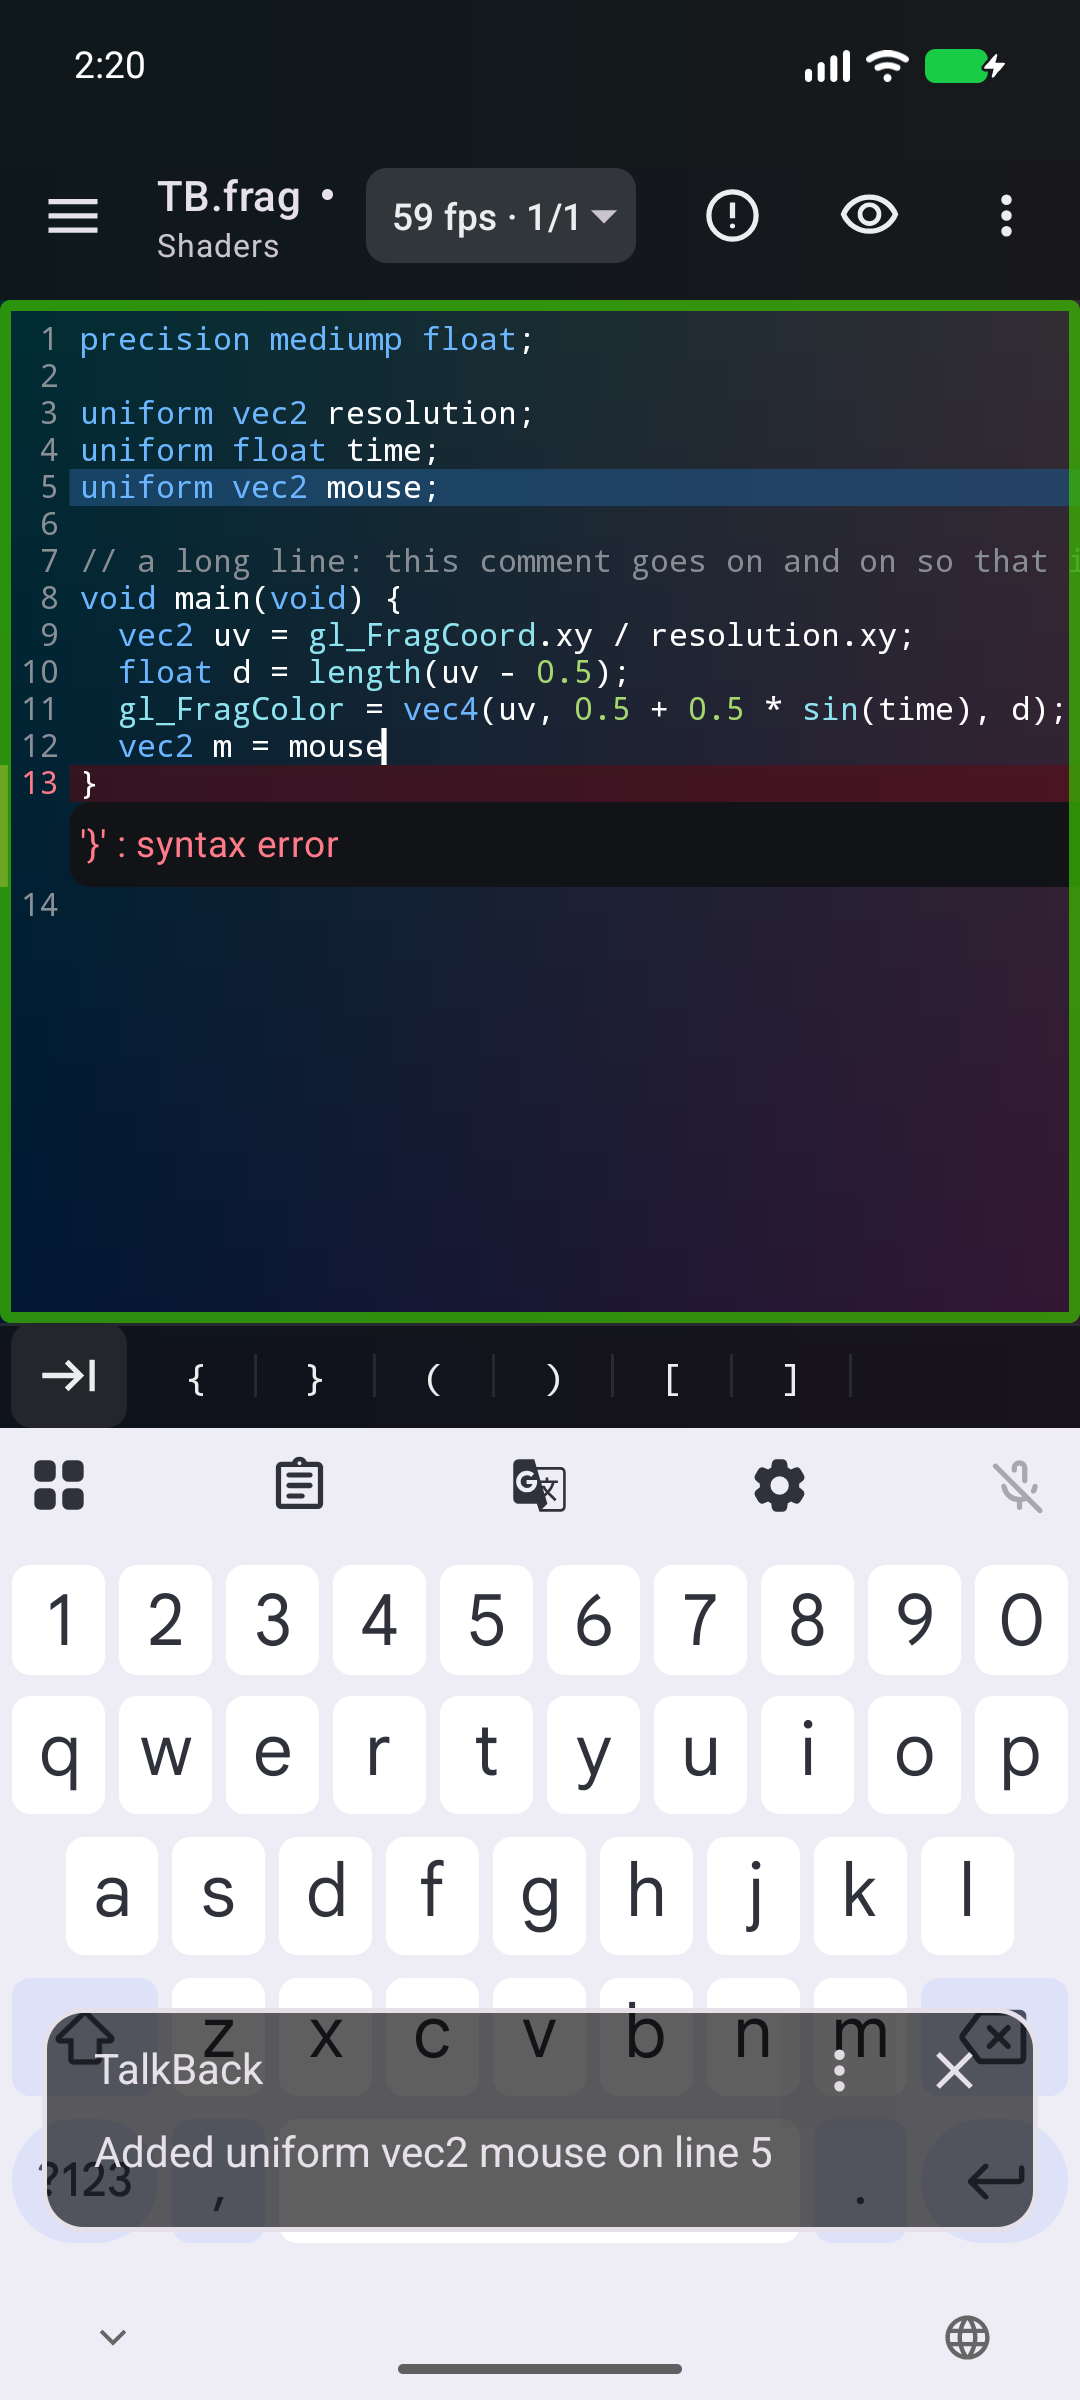 2:20
TB.frag •
Shaders
59 fps · 1/1
1 precision mediump float;
2
3 uniform vec2 resolution;
4 uniform float time;
5 uniform vec2 mouse;
6
7 // a long line: this comment goes on and on so that i
8 void main(void) {
9 vec2 uv = gl_FragCoord.xy / resolution.xy;
10 float d = length(uv - 0.5);
11 gl_FragColor = vec4(uv, 0.5 + 0.5 * sin(time), d);
12 vec2 m = mouse
13 }
'}' : syntax error
14
{ } ( ) [ ]
1 2 3 4 5 6 7 8 9 0
q w e r t y u i o p
a s d f g h j k l
z x c v b n m
TalkBack
Added uniform vec2 mouse on line 5
?123 , .